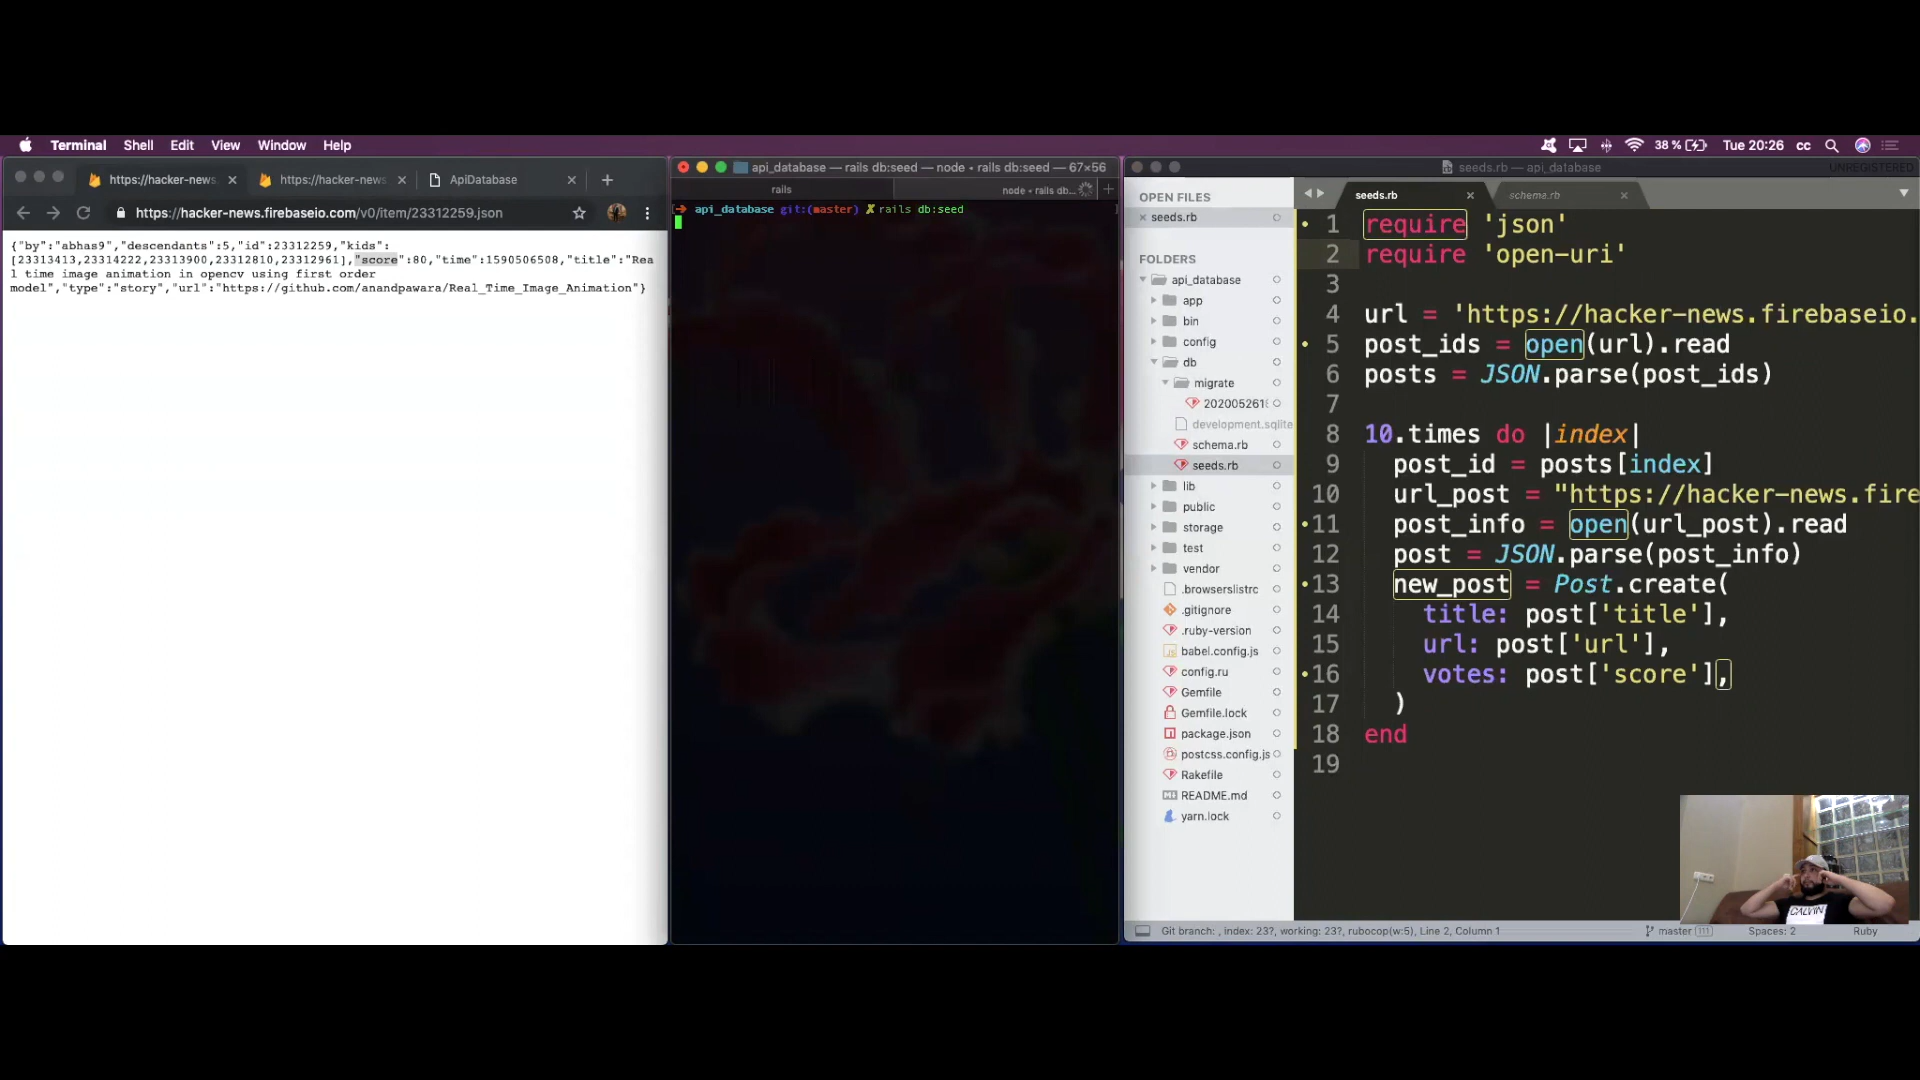 Terminal Shell Edit View Window Help
38 % Tue 20:26 cc
https://hacker-news.
https://hacker-news
ApiDatabase
https://hacker-news.firebaseio.com/v0/item/23312259.json
{"by":"abhas9","descendants":5,"id":23312259,"kids":
[23313413,23314222,23313900,23312810,23312961],"score":80,"time":1590506508,"title":"Rea
l time image animation in opencv using first order
model","type":"story","url":"https://github.com/anandpawara/Real_Time_Image_Animation"}
api_database — rails db:seed — node • rails db:seed — 67×56
rails
node • rails db...
api_database git:(master) ✗ rails db:seed
seeds.rb — api_database
UNREGISTERED
OPEN FILES
seeds.rb
FOLDERS
api_database
app
bin
config
db
migrate
202005261
development.sqlite
schema.rb
seeds.rb
lib
public
storage
test
vendor
.browserslistrc
.gitignore
.ruby-version
babel.config.js
config.ru
Gemfile
Gemfile.lock
package.json
postcss.config.js
Rakefile
README.md
yarn.lock
seeds.rb
schema.rb
1 require 'json'
2 require 'open-uri'
3
4 url = 'https://hacker-news.firebaseio.
5 post_ids = open(url).read
6 posts = JSON.parse(post_ids)
7
8 10.times do |index|
9 post_id = posts[index]
10 url_post = "https://hacker-news.fire
11 post_info = open(url_post).read
12 post = JSON.parse(post_info)
13 new_post = Post.create(
14 title: post['title'],
15 url: post['url'],
16 votes: post['score'],
17 )
18 end
19
CALVIN
Git branch: , index: 23?, working: 23?, rubocop(w:5), Line 2, Column 1
master
Spaces: 2
Ruby